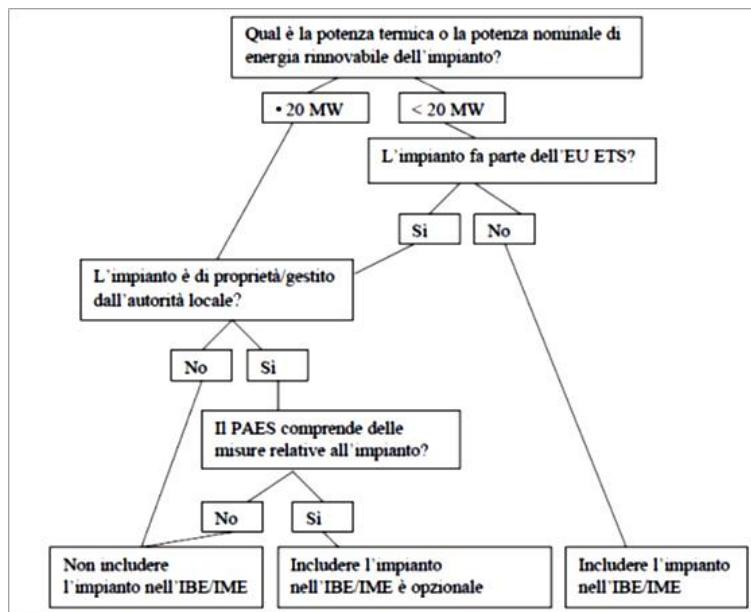 Qual è la potenza termica o la potenza nominale di
energia rinnovabile dell'impianto?
• 20 MW
< 20 MW
L'impianto fa parte dell'EU ETS?
Sì
No
L'impianto è di proprietà/gestito
dall'autorità locale?
No
Sì
Il PAES comprende delle
misure relative all'impianto?
No
Sì
Non includere
l'impianto nell'IBE/IME
Includere l'impianto
nell'IBE/IME è opzionale
Includere l'impianto
nell'IBE/IME